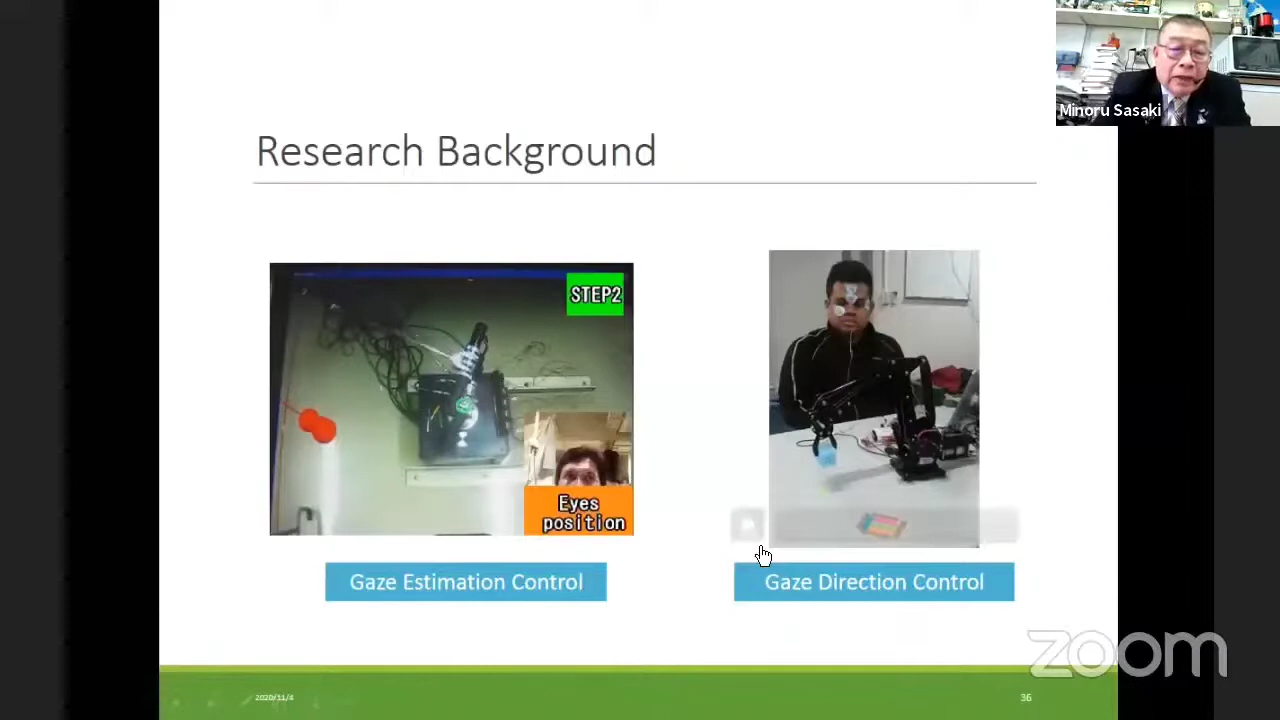 Minoru Sasaki
Research Background
STEP2
Eyes
position
Gaze Estimation Control
Gaze Direction Control
zoom
2020/11/4
36